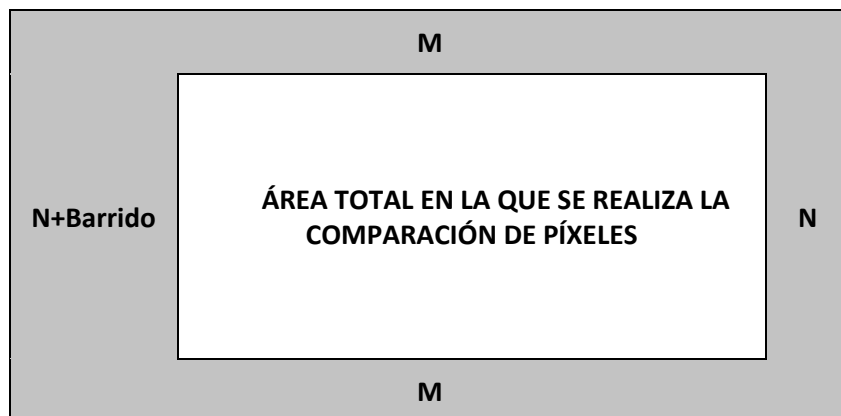 M
N+Barrido
ÁREA TOTAL EN LA QUE SE REALIZA LA
COMPARACIÓN DE PÍXELES
N
M